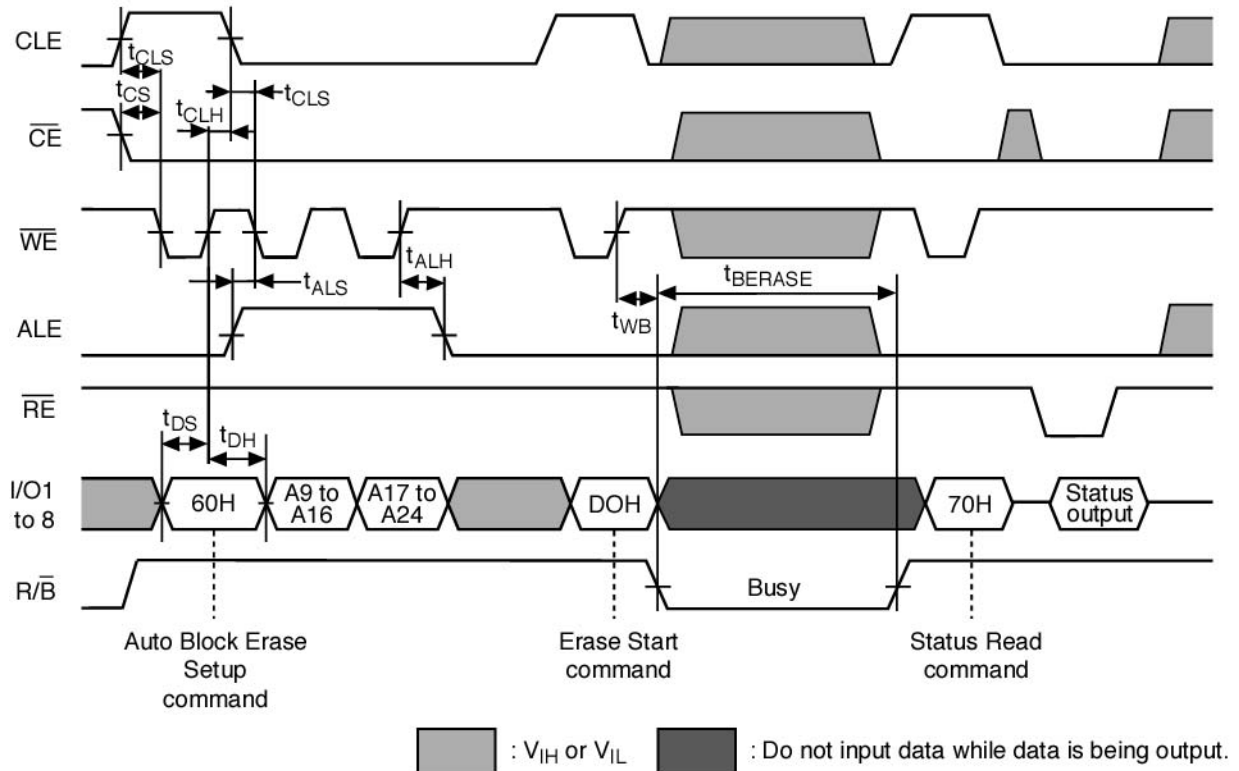 CLE
tCLS
tCS
tCLH
tCLS
CE
WE
tALH
tALS
tBERASE
ALE
tWB
RE
tDS
tDH
I/O1
to 8
60H
A9 to
A16
A17 to
A24
DOH
70H
Status
output
R/B
Busy
Auto Block Erase
Setup
command
Erase Start
command
Status Read
command
: VIH or VIL
: Do not input data while data is being output.